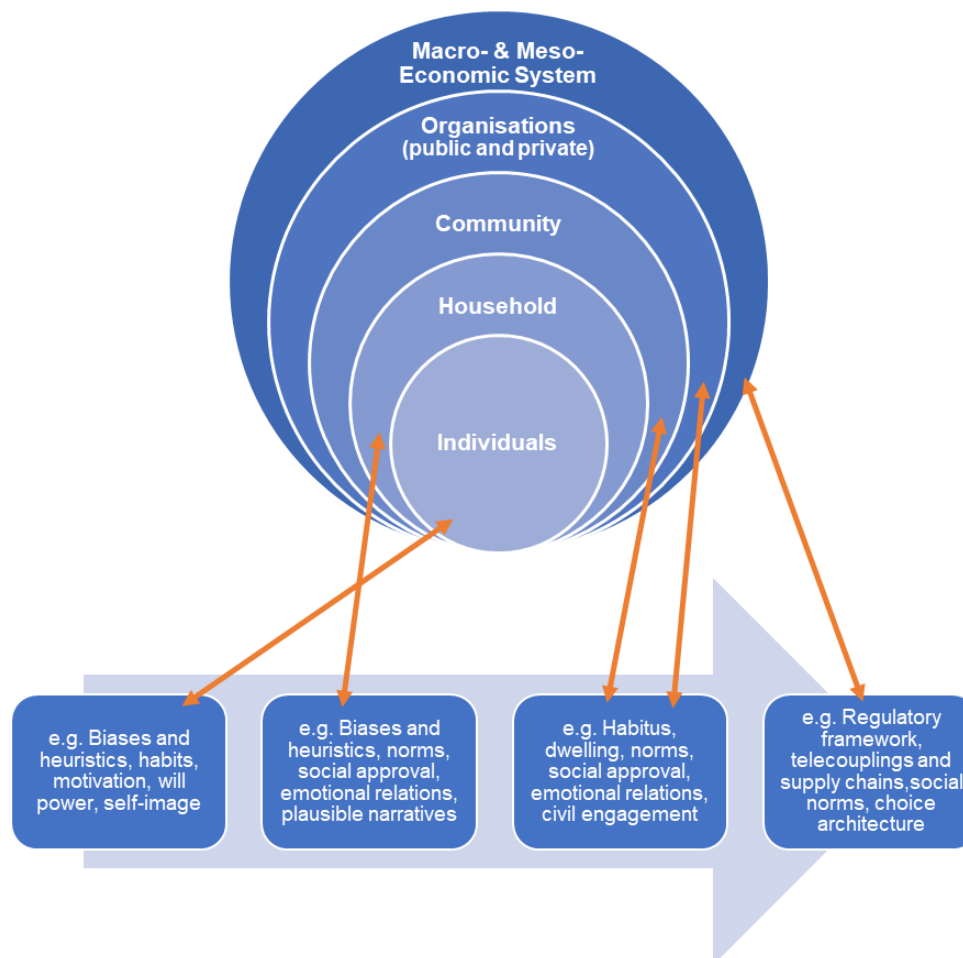 Macro- & Meso-
Economic System
Organisations
(public and private)
Community
Household
Individuals
e.g. Biases and
heuristics, habits,
motivation, will
power, self-image
e.g. Biases and
heuristics, norms,
social approval,
emotional relations,
plausible narratives
e.g. Habitus,
dwelling, norms,
social approval,
emotional relations,
civil engagement
e.g. Regulatory
framework,
telecouplings and
supply chains,social
norms, choice
architecture